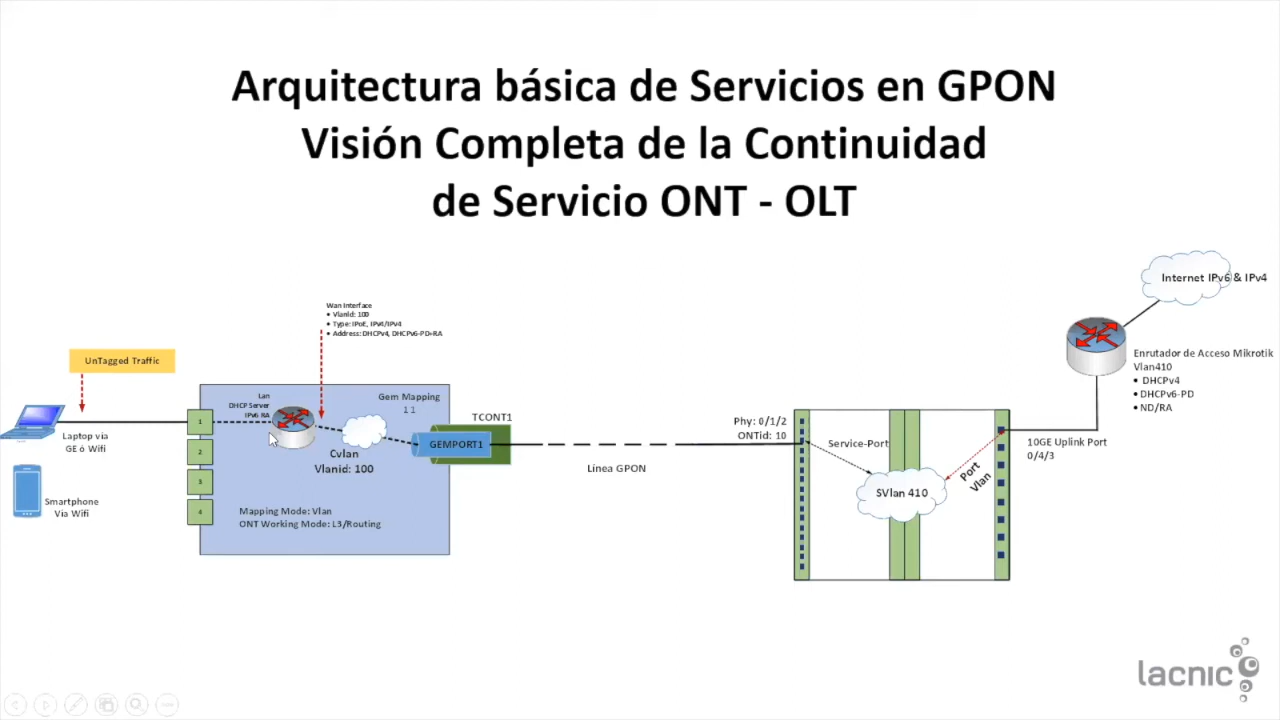 Arquitectura básica de Servicios en GPON
Visión Completa de la Continuidad
de Servicio ONT - OLT
Internet IPv6 & IPv4
Wan Interface
• VlanId: 100
• Type: IPoE, IPv4/IPv4
• Address: DHCPv4, DHCPv6-PD+RA
UnTagged Traffic
Enrutador de Acceso Mikrotik
Vlan410
• DHCPv4
• DHCPv6-PD
• ND/RA
Lan
DHCP Server
IPv6 RA
Gem Mapping
1 1
TCONT1
GEMPORT1
Phy: 0/1/2
ONTid: 10
1
2
3
4
Laptop via
GE ó Wifi
Cvlan
Vlanid: 100
Línea GPON
Service-Port
SVlan 410
Port
Vlan
10GE Uplink Port
0/4/3
Smartphone
Via Wifi
Mapping Mode: Vlan
ONT Working Mode: L3/Routing
lacnic